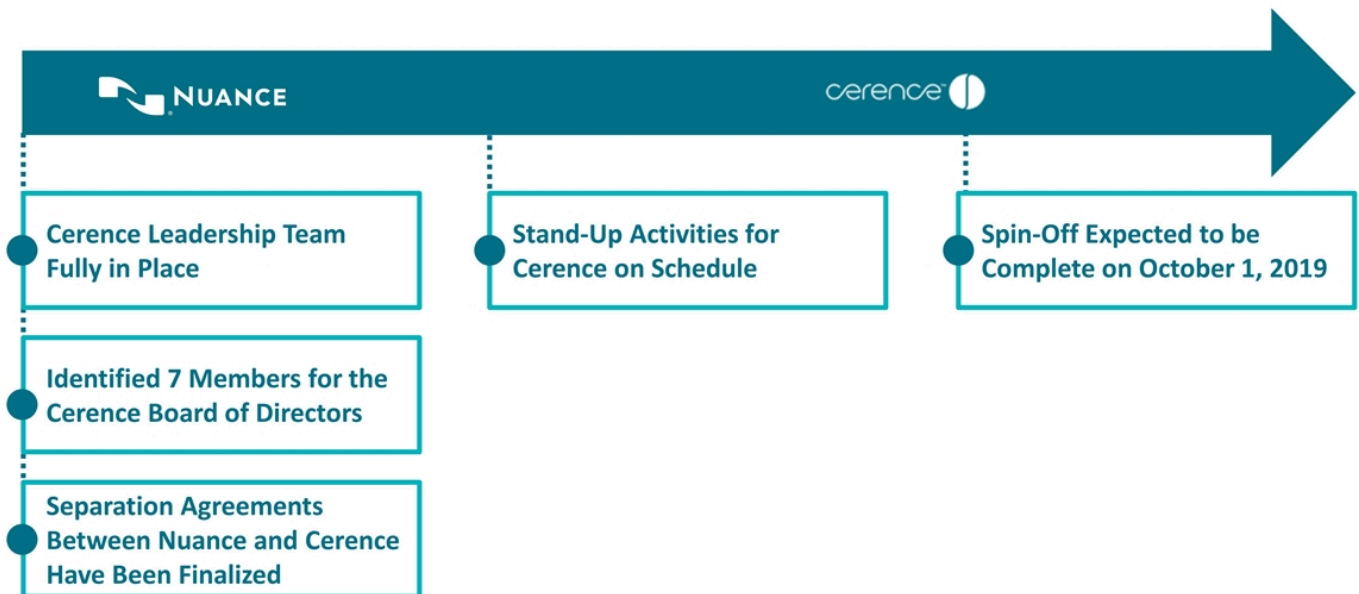 NUANCE
cerence™
Cerence Leadership Team
Fully in Place
Identified 7 Members for the
Cerence Board of Directors
Separation Agreements
Between Nuance and Cerence
Have Been Finalized
Stand-Up Activities for
Cerence on Schedule
Spin-Off Expected to be
Complete on October 1, 2019